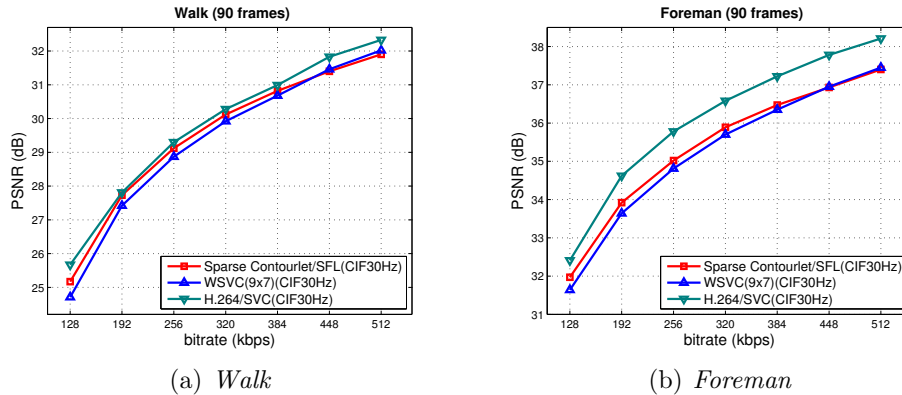 Walk (90 frames)
32
31
30
29
28
27
26
25
PSNR (dB)
Sparse Contourlet/SFL(CIF30Hz)
WSVC(9x7)(CIF30Hz)
H.264/SVC(CIF30Hz)
128 192 256 320 384 448 512
bitrate (kbps)
(a) Walk
Foreman (90 frames)
38
37
36
35
34
33
32
31
PSNR (dB)
Sparse Contourlet/SFL(CIF30Hz)
WSVC(9x7)(CIF30Hz)
H.264/SVC(CIF30Hz)
128 192 256 320 384 448 512
bitrate (kbps)
(b) Foreman